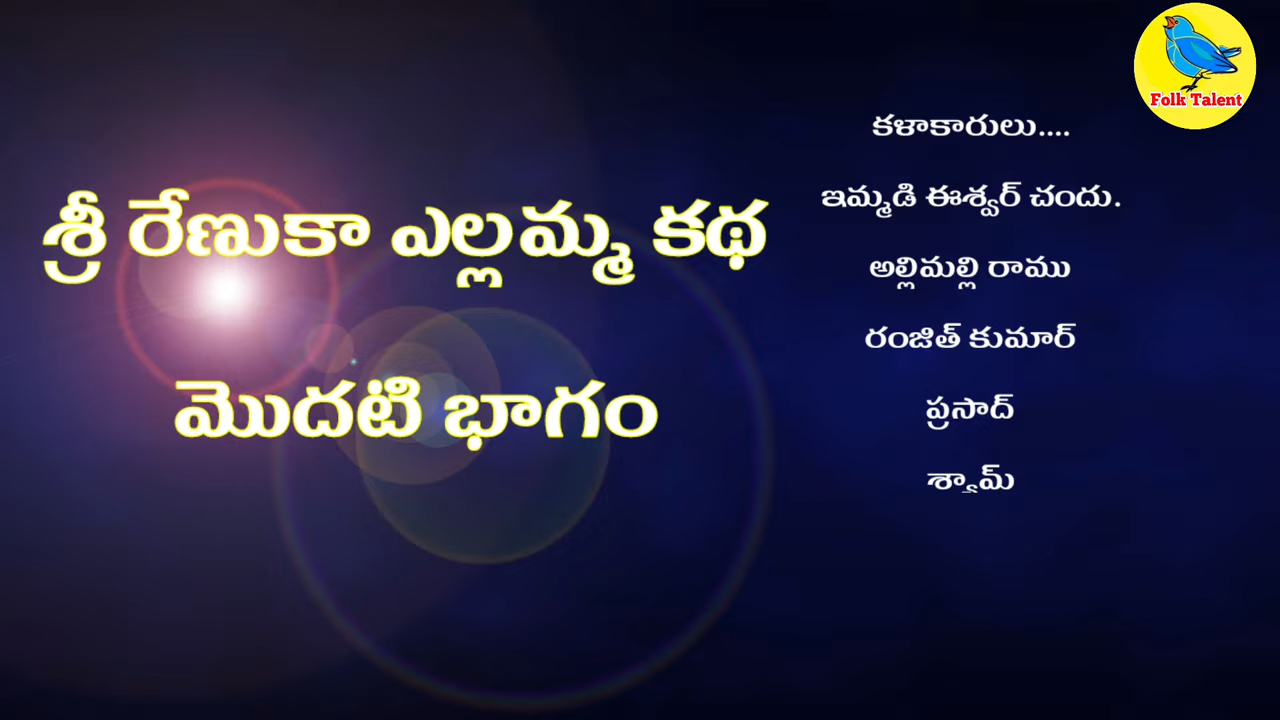 శ్రీ రేణుకా ఎల్లమ్మ కథ
మొదటి భాగం
కళాకారులు....
ఇమ్మడి ఈశ్వర్ చందు.
అల్లిమల్లి రాము
రంజిత్ కుమార్
ప్రసాద్
శ్యామ్
Folk Talent